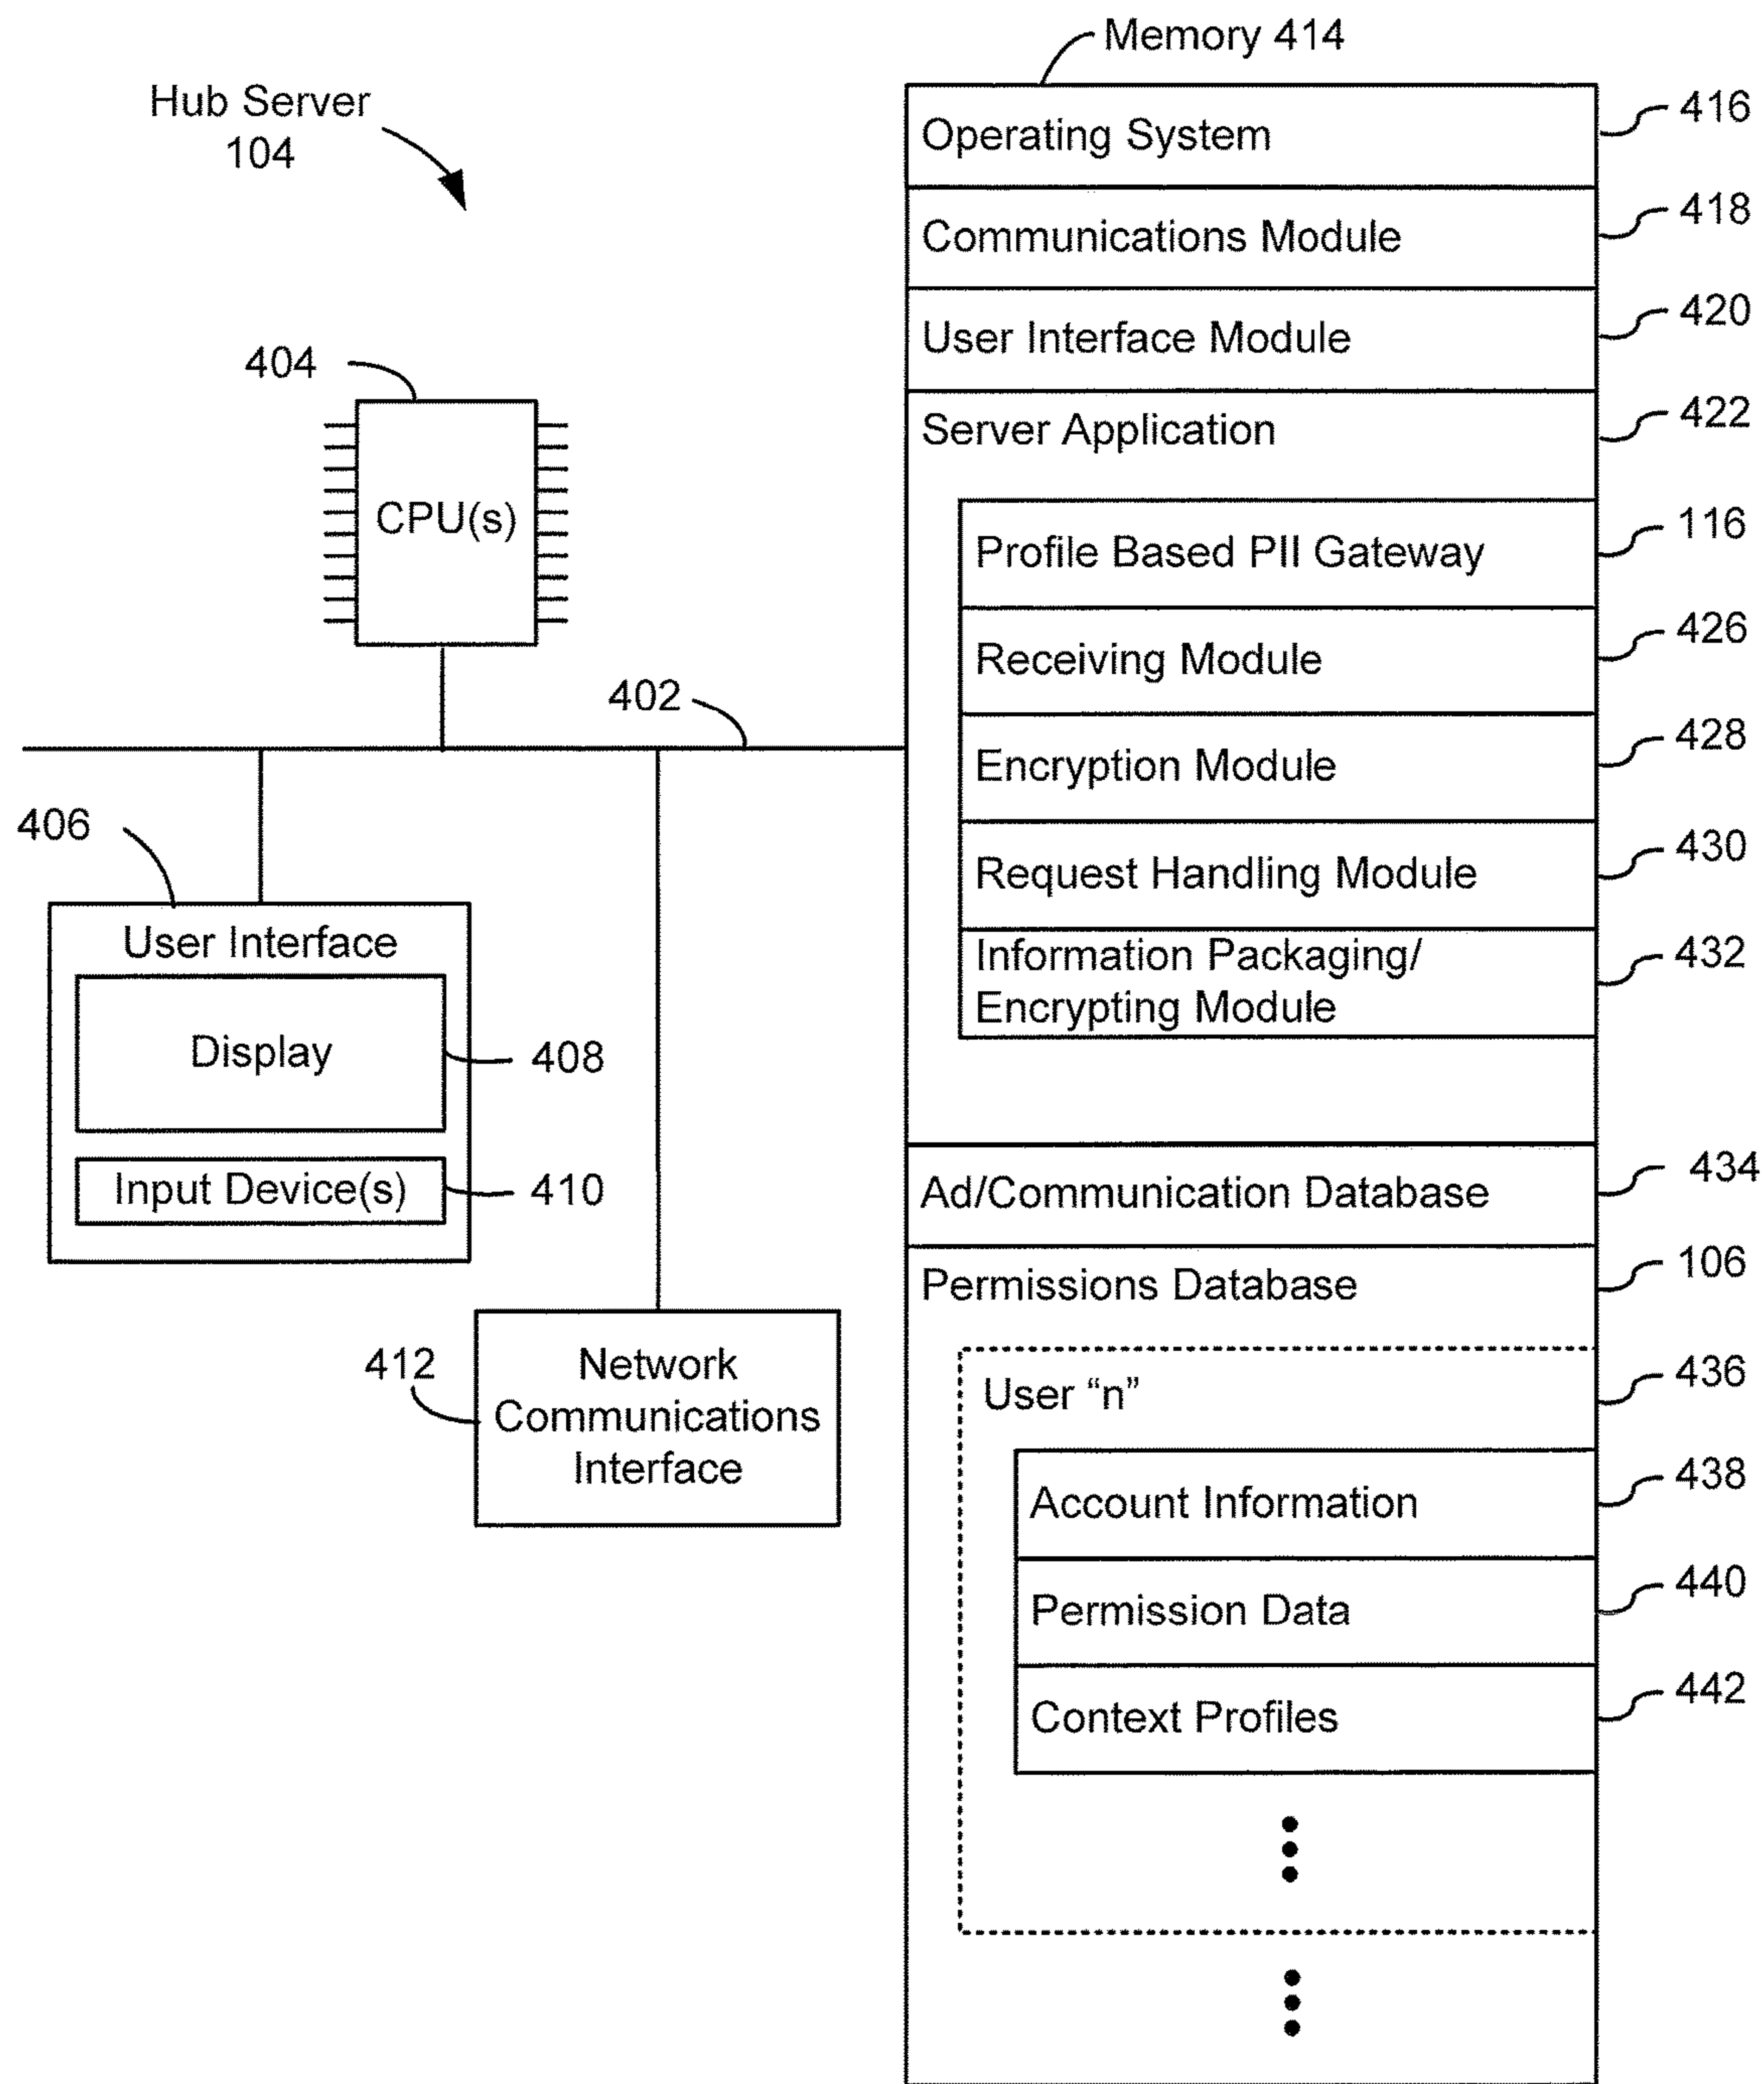 Memory 414
Hub Server
104
404
CPU(s)
402
406
User Interface
Display
408
Input Device(s)
410
412
Network
Communications
Interface
Operating System
416
Communications Module
418
User Interface Module
420
Server Application
422
Profile Based PII Gateway
116
Receiving Module
426
Encryption Module
428
Request Handling Module
430
Information Packaging/
Encrypting Module
432
Ad/Communication Database
434
Permissions Database
106
User “n”
436
Account Information
438
Permission Data
440
Context Profiles
442